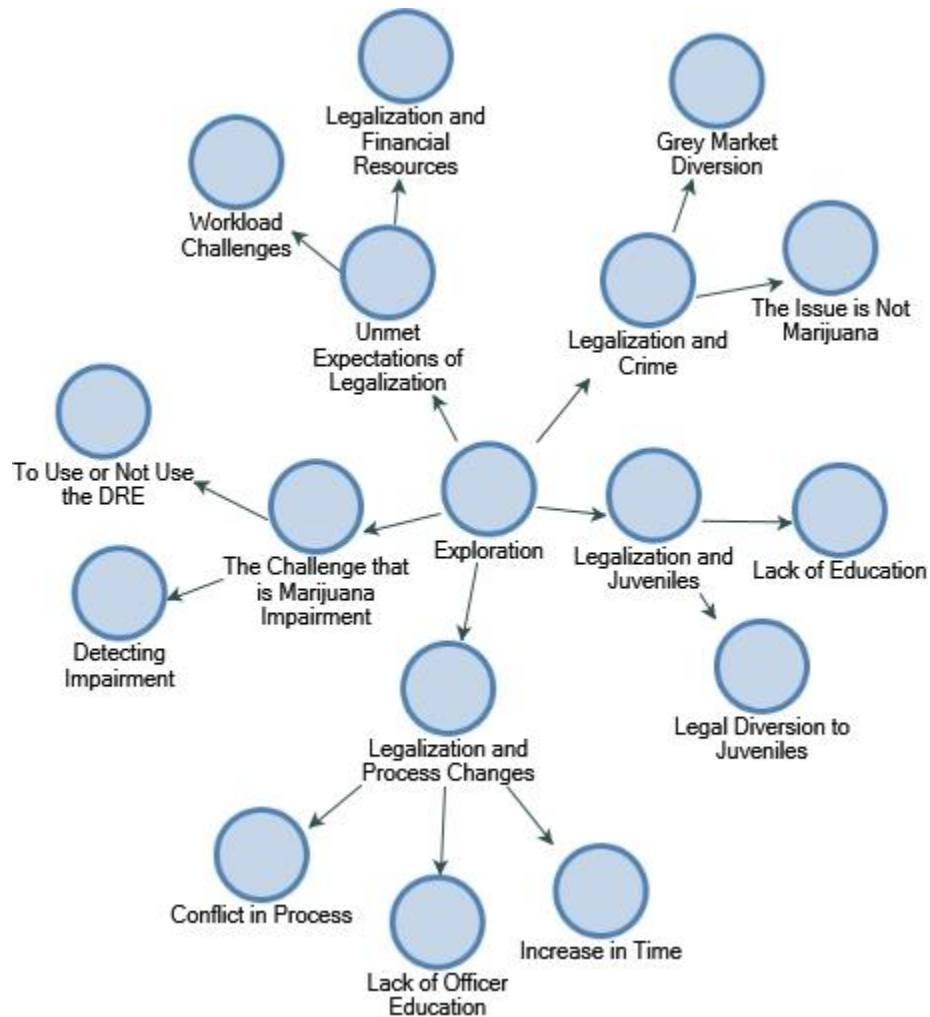 Legalization and
Financial
Resources
Grey Market
Diversion
Workload
Challenges
The Issue is Not
Marijuana
Unmet
Expectations of
Legalization
Legalization and
Crime
To Use or Not Use
the DRE
The Challenge that
is Marijuana
Impairment
Exploration
Legalization and
Juveniles
Lack of Education
Detecting
Impairment
Legal Diversion to
Juveniles
Legalization and
Process Changes
Conflict in Process
Lack of Officer
Education
Increase in Time